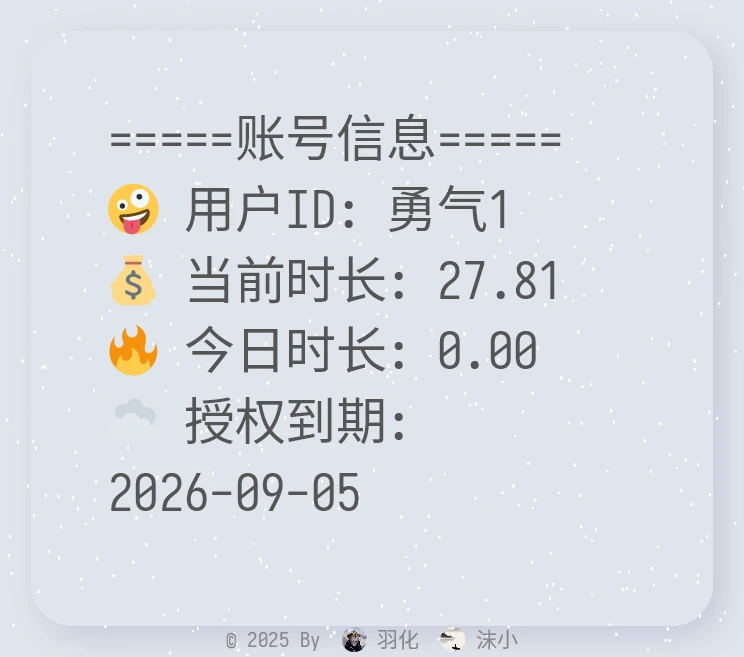 =====账号信息=====
🤪 用户ID: 勇气1
💰 当前时长: 27.81
🔥 今日时长: 0.00
☁️ 授权到期:
2026-09-05
© 2025 By 羽化 沫小